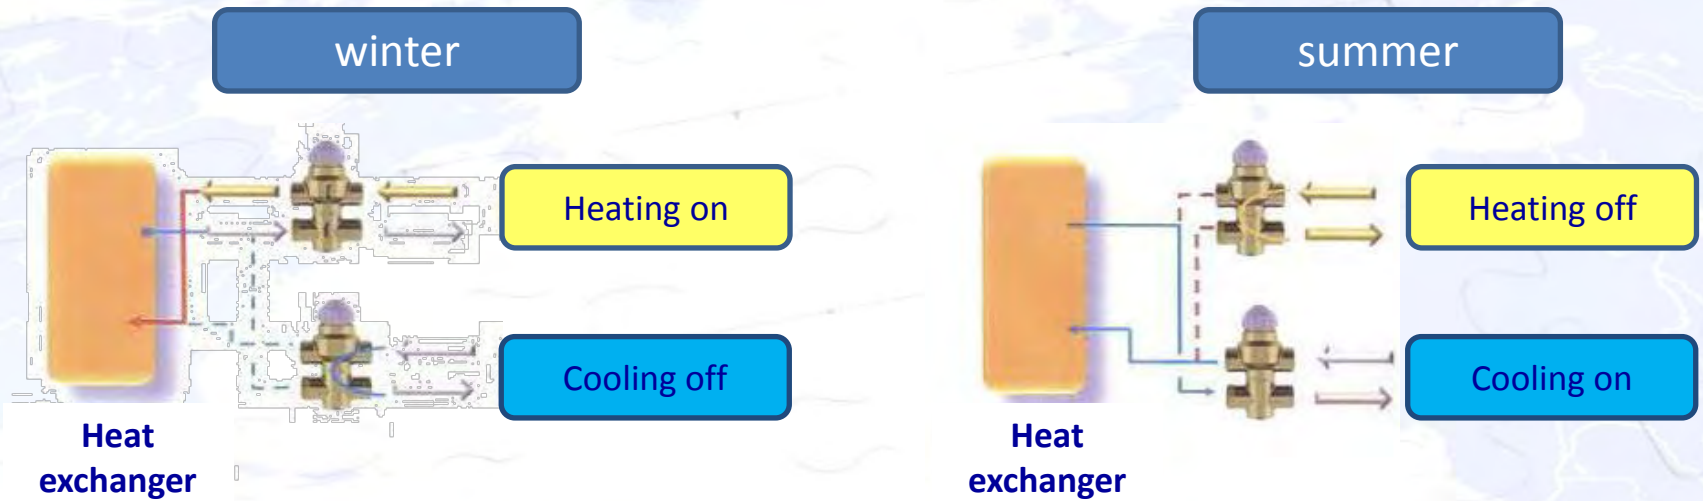 winter
summer
Heating on
Cooling off
Heat
exchanger
Heating off
Cooling on
Heat
exchanger